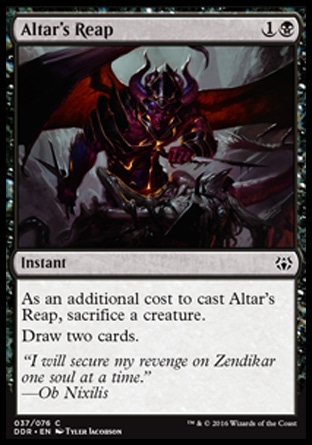 Altar's Reap 1
Instant
As an additional cost to cast Altar's
Reap, sacrifice a creature.
Draw two cards.
"I will secure my revenge on Zendikar
one soul at a time."
—Ob Nixilis
037/076 C
DDR • EN Tyler Jacobson
™ & © 2016 Wizards of the Coast